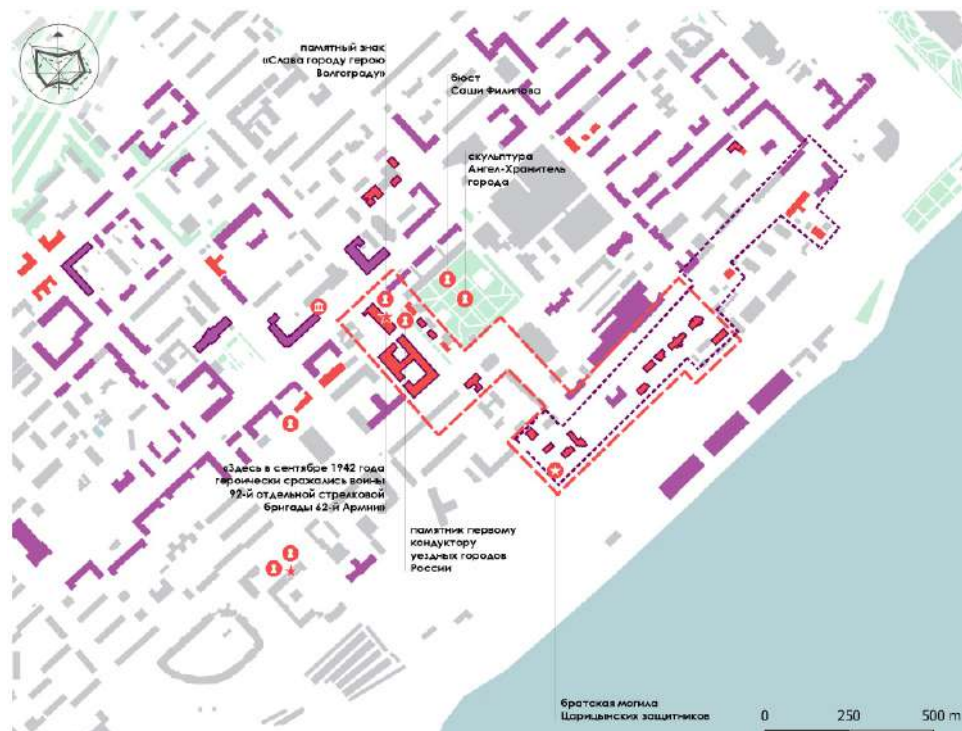 памятный знак
«Слава городу герою
Волгограду»
бюст
Саши Филипова
скульптура
Ангел-Хранитель
города
«Здесь в сентябре 1942 года
героически сражались воины
92-й отдельной стрелковой
бригады 62-й Армии»
памятник первому
кондуктору
уездных городов
России
братская могила
Царицынских защитников
0 250 500 m